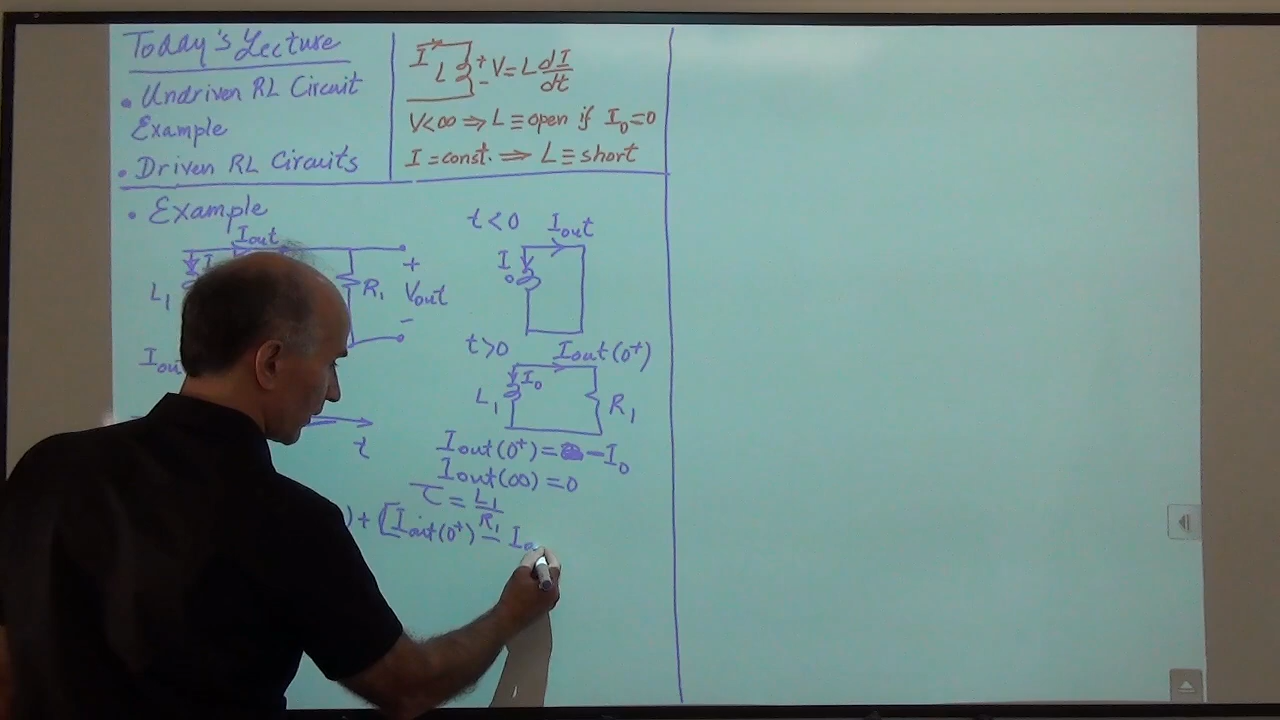 Today's Lecture
• Undriven RL Circuit
Example
• Driven RL Circuits
I L + - V = L dI/dt
V<∞ ⇒ L ≡ open if I₀=0
I = const. ⇒ L ≡ short
• Example
Iout
I
L₁
R₁
+
Vout
-
t
t<0 Iout
I₀
t>0 Iout(0⁺)
I₀
L₁ R₁
Iout(0⁺) = -I₀
Iout(∞) = 0
τ = L₁/R₁
) + [Iout(0⁺) - I